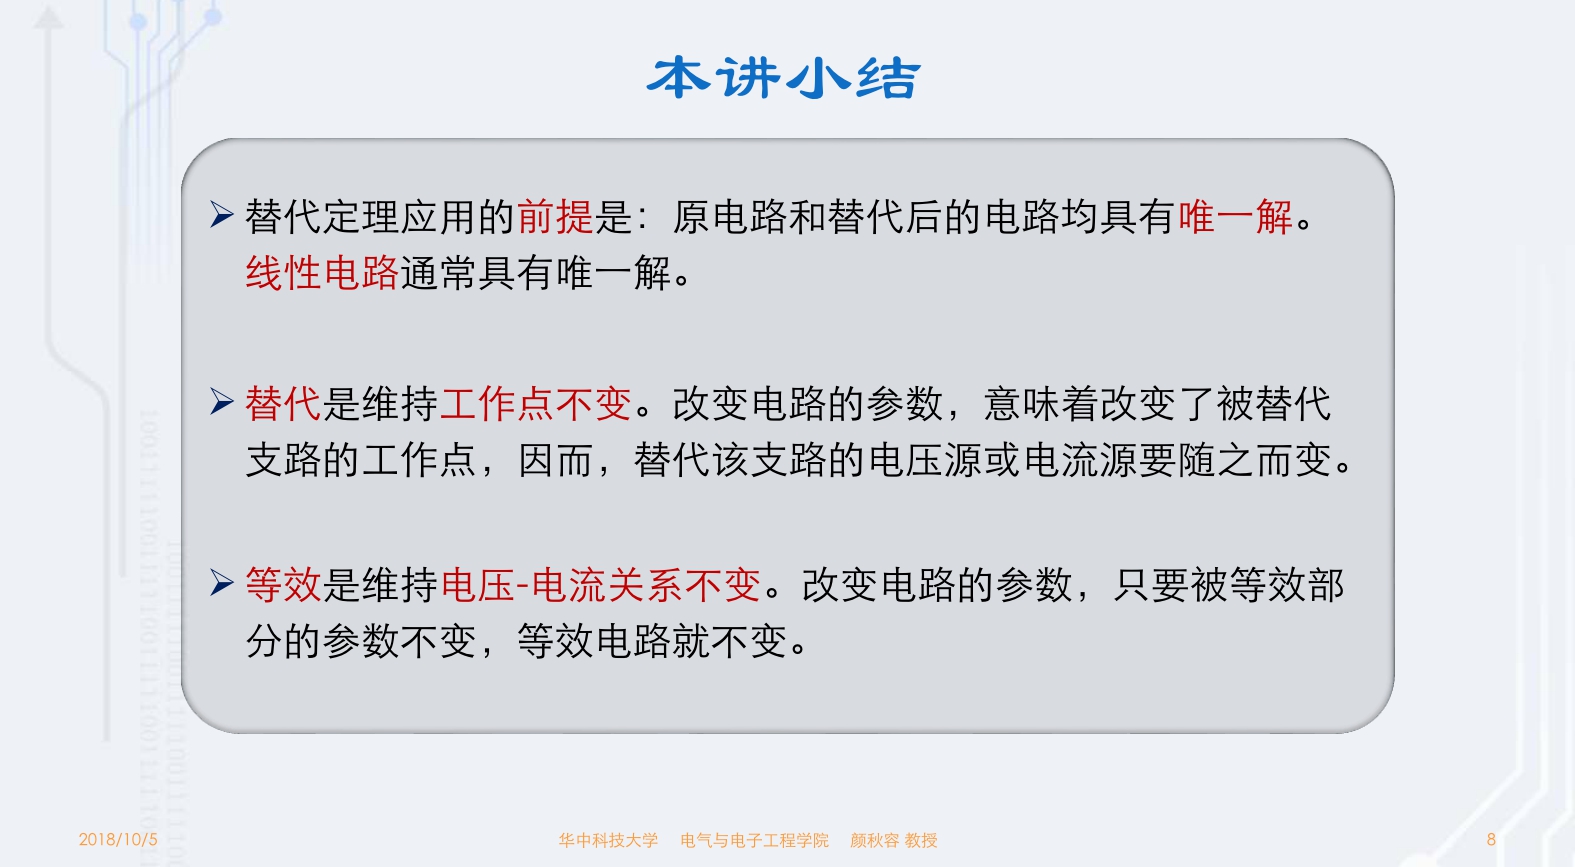 本讲小结
替代定理应用的前提是：原电路和替代后的电路均具有唯一解。
线性电路通常具有唯一解。
替代是维持工作点不变。改变电路的参数，意味着改变了被替代
支路的工作点，因而，替代该支路的电压源或电流源要随之而变。
等效是维持电压-电流关系不变。改变电路的参数，只要被等效部
分的参数不变，等效电路就不变。
2018/10/5 华中科技大学 电气与电子工程学院 颜秋容 教授 8